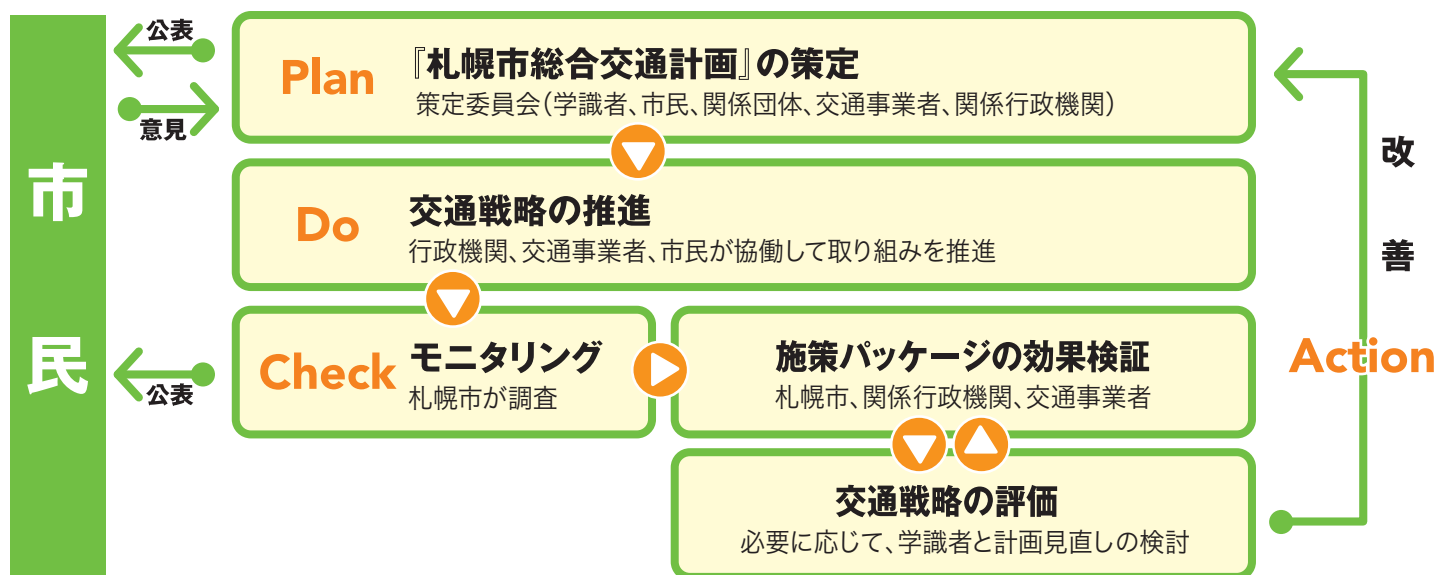 市民
公表
意見
Plan
『札幌市総合交通計画』の策定
策定委員会(学識者、市民、関係団体、交通事業者、関係行政機関)
Do
交通戦略の推進
行政機関、交通事業者、市民が協働して取り組みを推進
公表
Check
モニタリング
札幌市が調査
施策パッケージの効果検証
札幌市、関係行政機関、交通事業者
交通戦略の評価
必要に応じて、学識者と計画見直しの検討
改善
Action